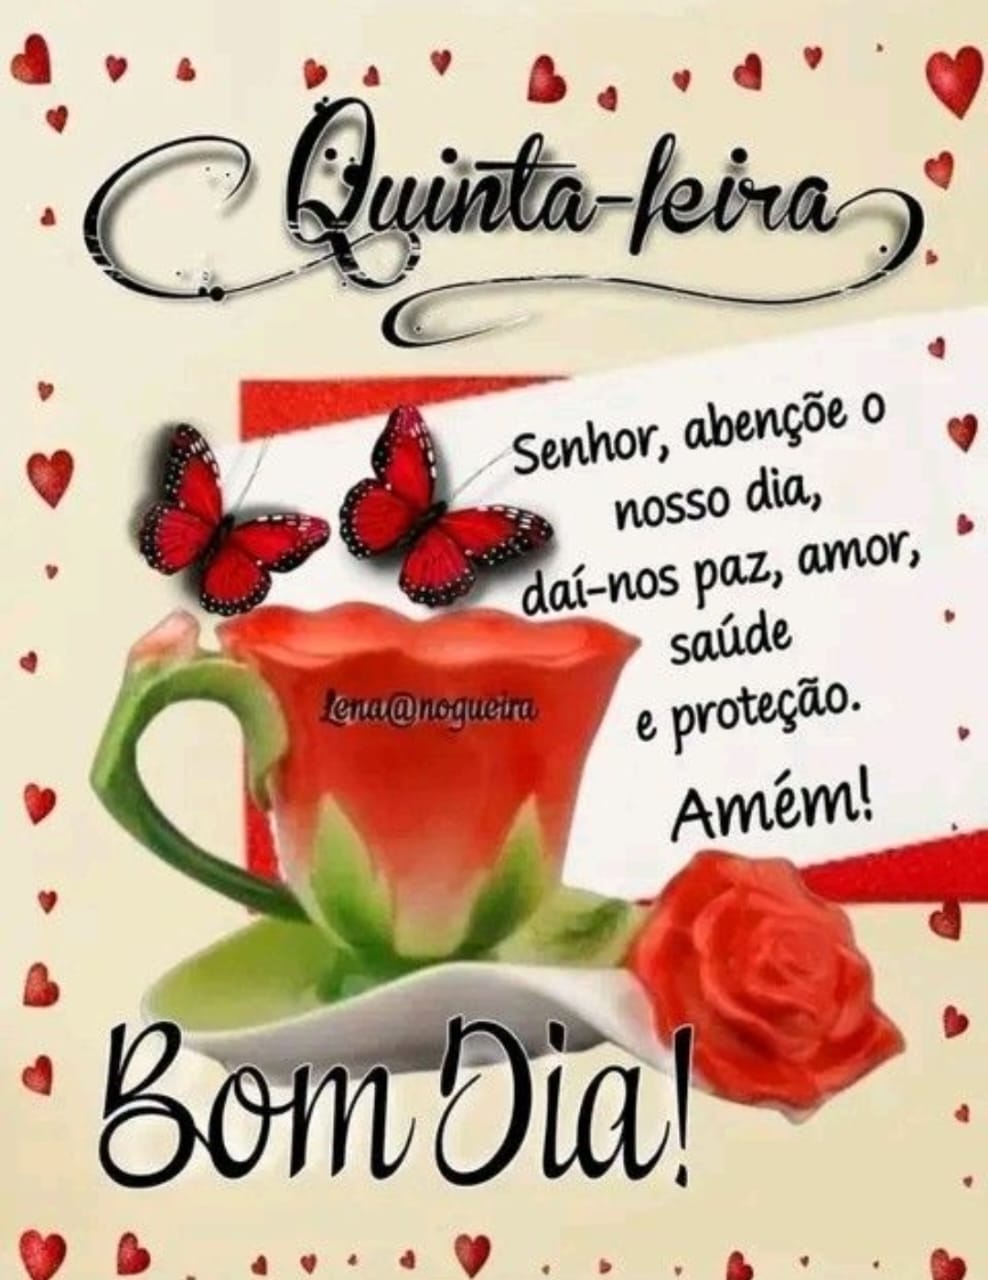 Quinta-feira
Senhor, abençõe o
nosso dia,
daí-nos paz, amor,
saúde
e proteção.
Amém!
Lena@nogueira
Bom Dia!